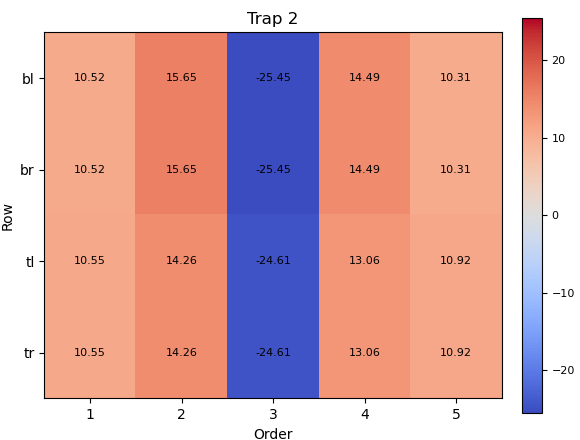 Trap 2
bl 10.52 15.65 -25.45 14.49 10.31
br 10.52 15.65 -25.45 14.49 10.31
tl 10.55 14.26 -24.61 13.06 10.92
tr 10.55 14.26 -24.61 13.06 10.92
1 2 3 4 5
Order
Row
20
10
0
−10
−20